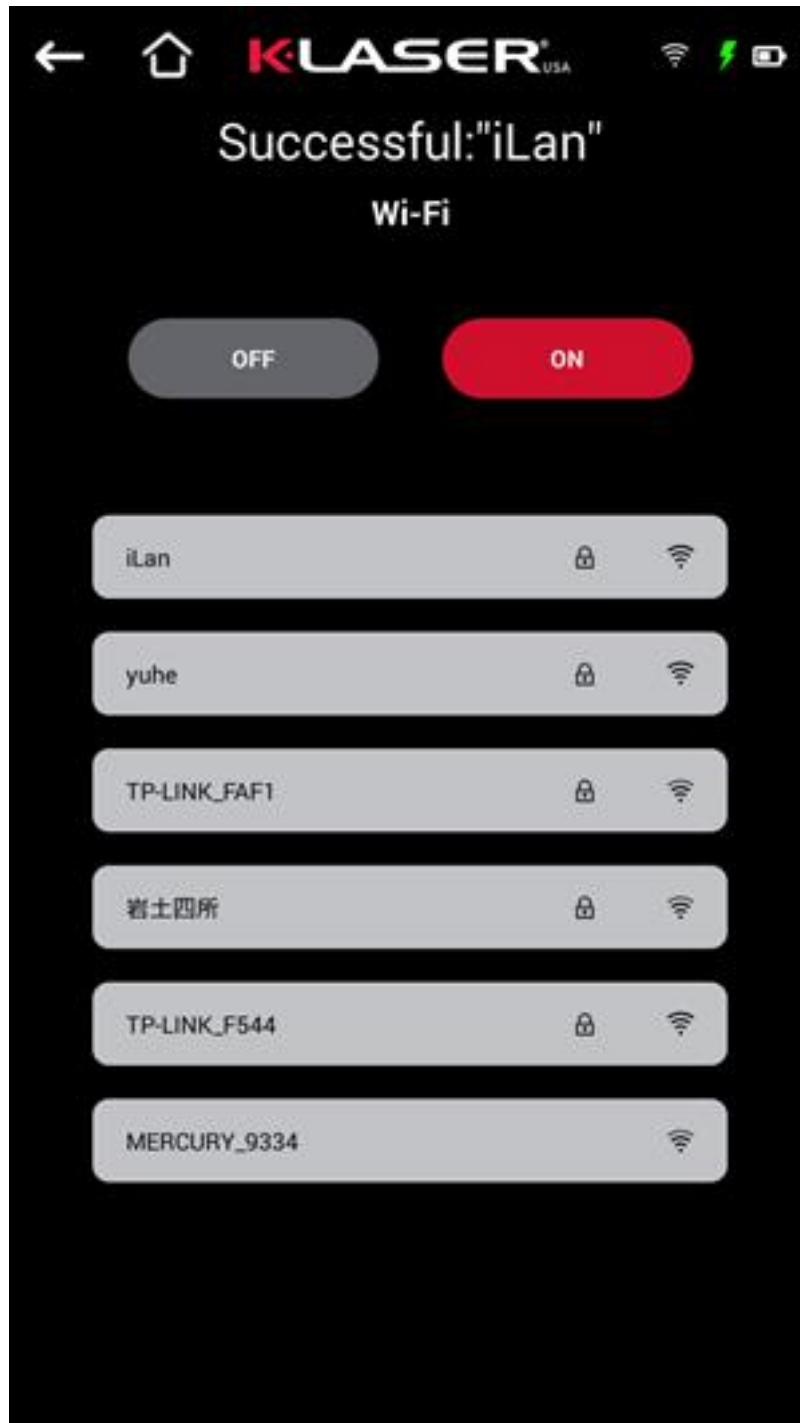 K-LASER USA
Successful:"iLan"
Wi-Fi
OFF ON
iLan
yuhe
TP-LINK_FAF1
岩土四所
TP-LINK_F544
MERCURY_9334